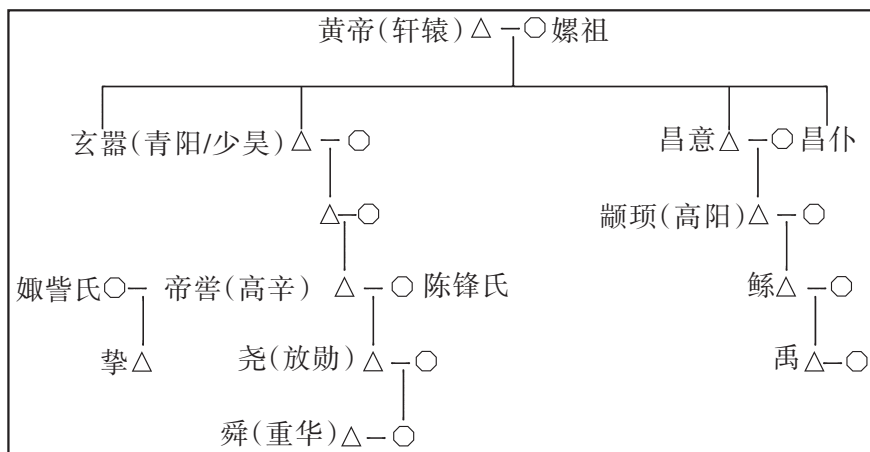 黄帝(轩辕) 嫘祖
玄嚣(青阳/少昊) 昌意 昌仆
颛顼(高阳)
娵訾氏 帝喾(高辛) 陈锋氏 鲧
挚 尧(放勋) 禹
舜(重华)